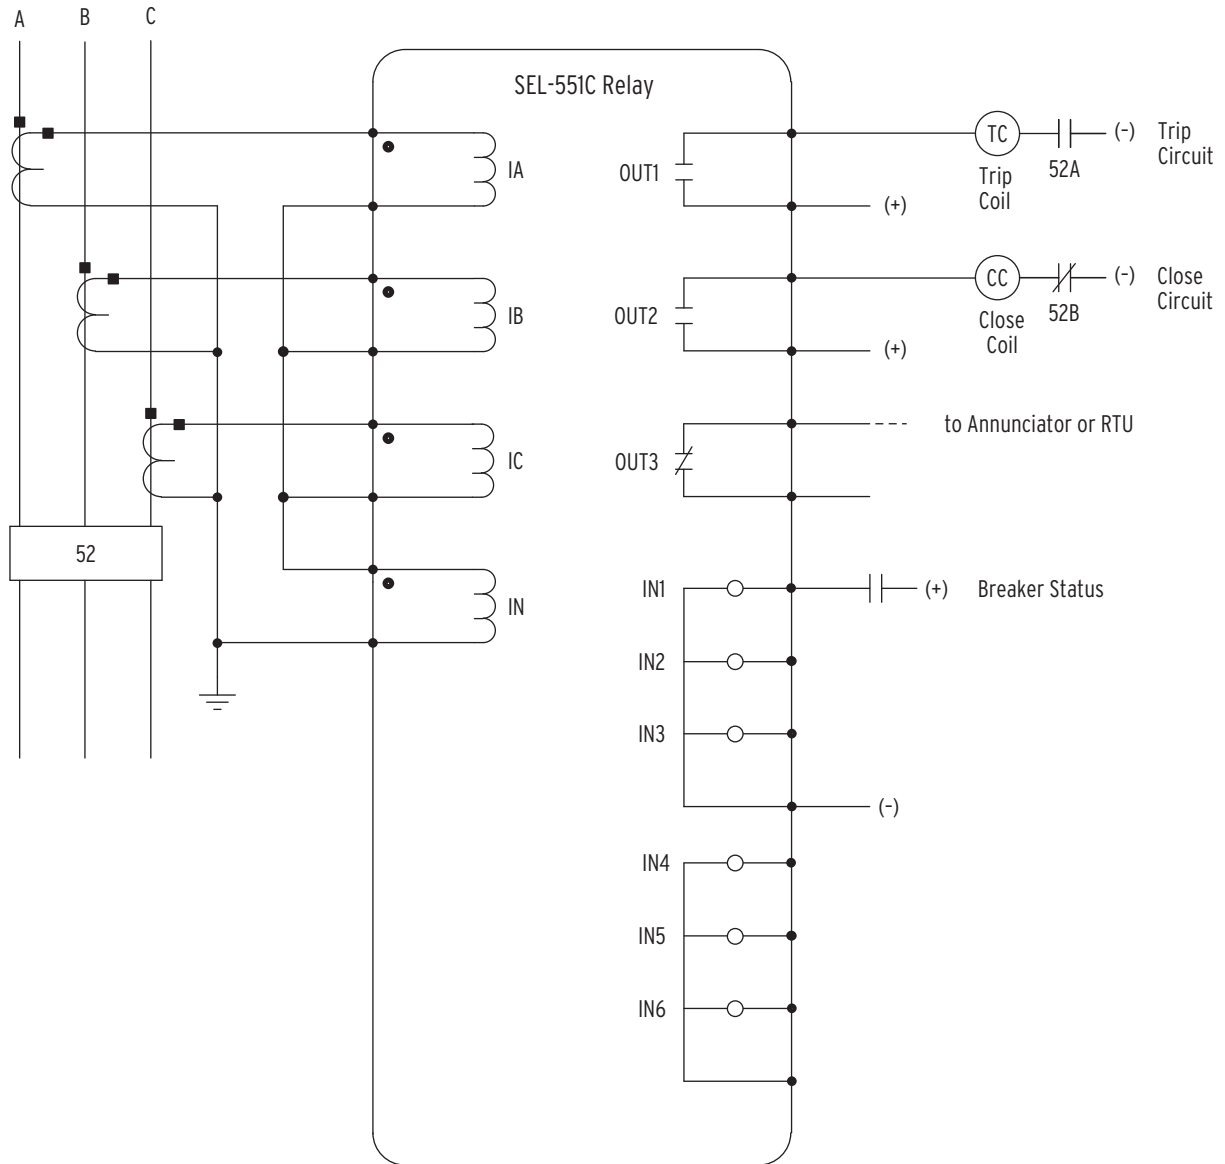 A B C
SEL-551C Relay
IA
OUT1
TC
Trip
Coil
52A
(-)
Trip
Circuit
(+)
IB
OUT2
CC
Close
Coil
52B
(-)
Close
Circuit
(+)
IC
OUT3
to Annunciator or RTU
52
IN
IN1
(+)
Breaker Status
IN2
IN3
(-)
IN4
IN5
IN6